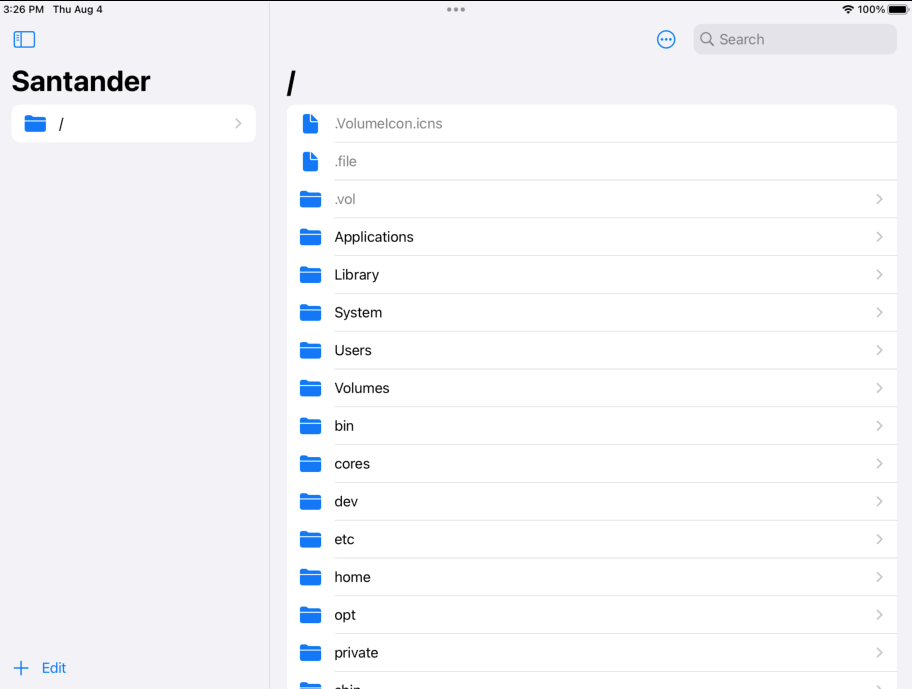 3:26 PM Thu Aug 4
100%
Search
Santander
/
/
.VolumeIcon.icns
.file
.vol
Applications
Library
System
Users
Volumes
bin
cores
dev
etc
home
opt
private
Edit